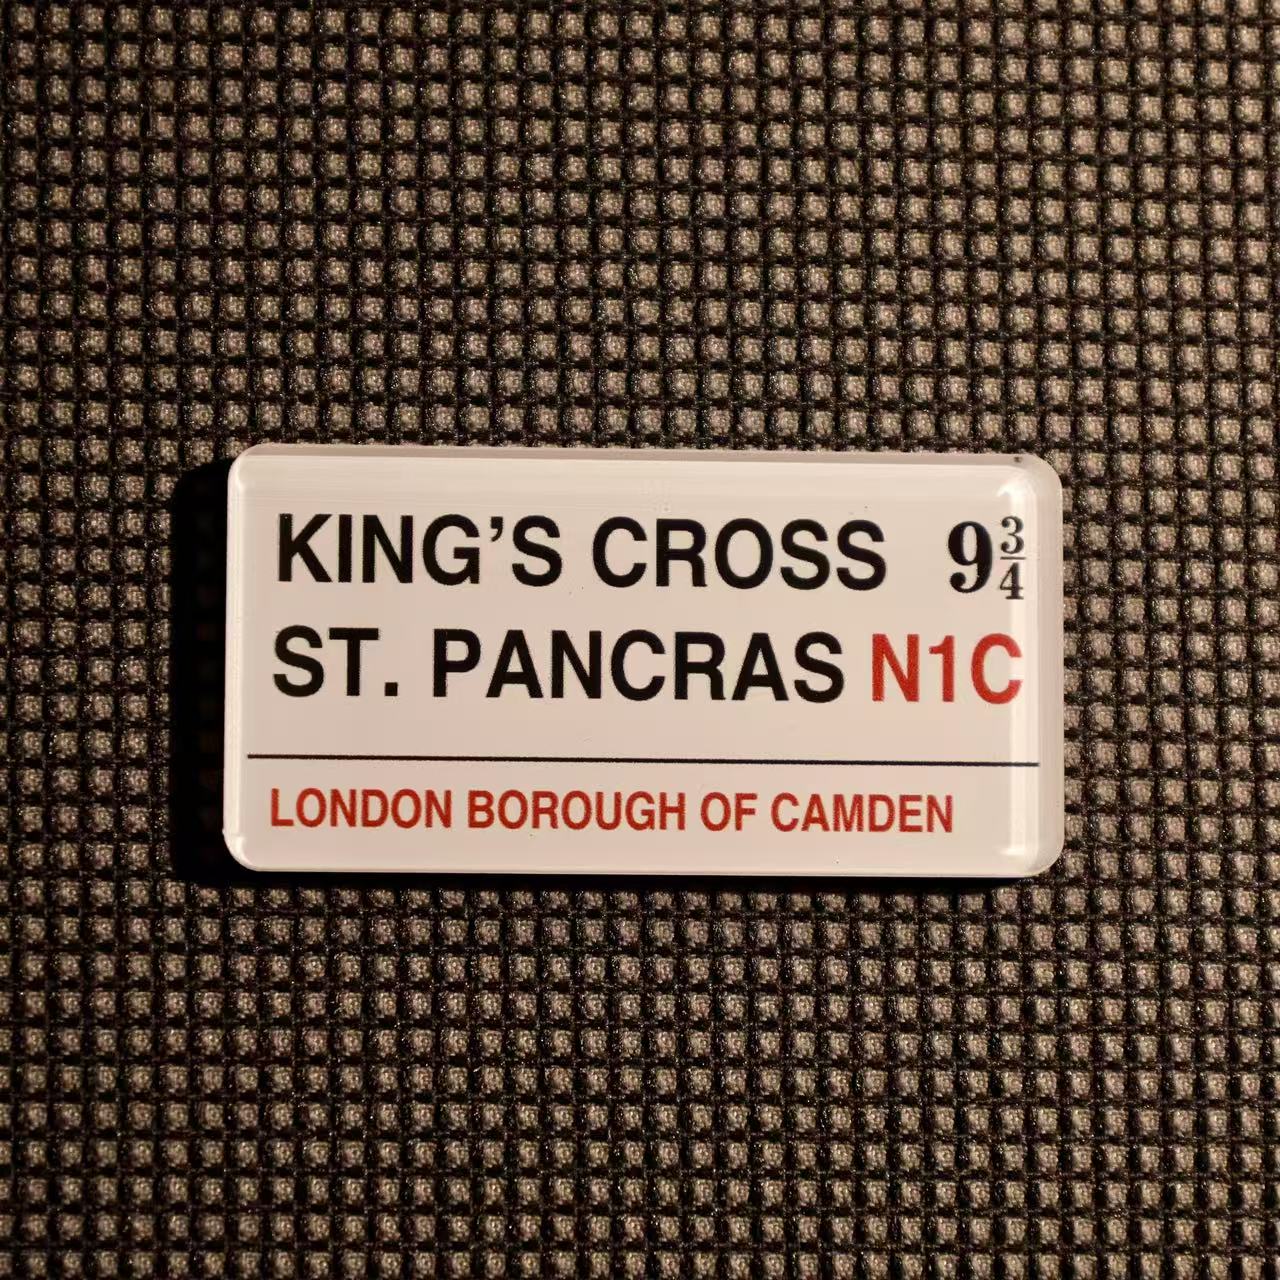 KING'S CROSS 9¾
ST. PANCRAS N1C
LONDON BOROUGH OF CAMDEN